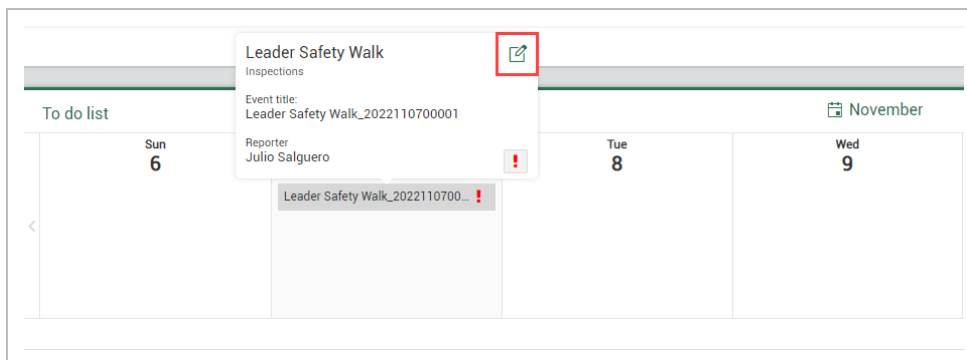 Leader Safety Walk
Inspections
Event title:
Leader Safety Walk_2022110700001
Reporter
Julio Salguero
To do list
November
Sun
6
Tue
8
Wed
9
Leader Safety Walk_2022110700...